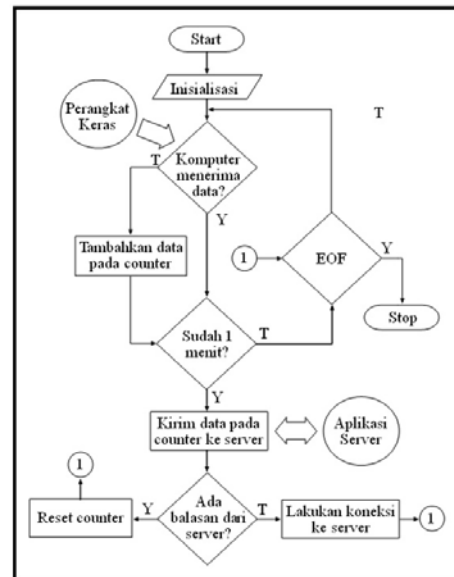 Start
Inisialisasi
Perangkat
Keras
T
Komputer
menerima
data?
T
Y
Tambahkan data
pada counter
1
EOF
Y
Stop
Sudah 1
menit?
T
Y
Kirim data pada
counter ke server
Aplikasi
Server
1
Ada
balasan dari
server?
Y
T
Reset counter
Lakukan koneksi
ke server
1